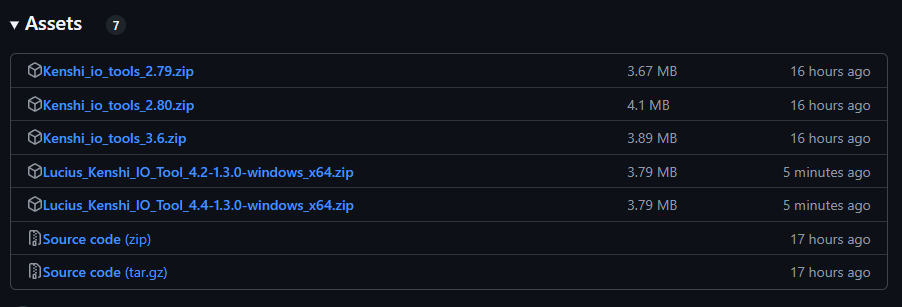 Assets 7
Kenshi_io_tools_2.79.zip 3.67 MB 16 hours ago
Kenshi_io_tools_2.80.zip 4.1 MB 16 hours ago
Kenshi_io_tools_3.6.zip 3.89 MB 16 hours ago
Lucius_Kenshi_IO_Tool_4.2-1.3.0-windows_x64.zip 3.79 MB 5 minutes ago
Lucius_Kenshi_IO_Tool_4.4-1.3.0-windows_x64.zip 3.79 MB 5 minutes ago
Source code (zip) 17 hours ago
Source code (tar.gz) 17 hours ago